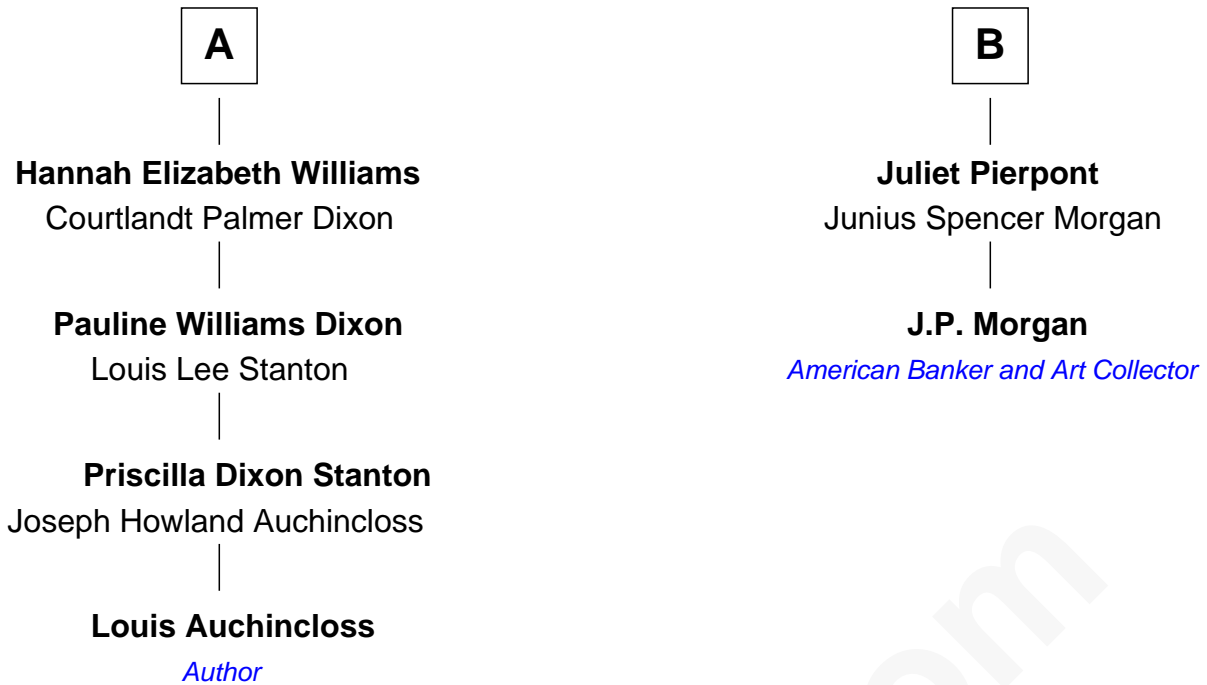 A
Hannah Elizabeth Williams
Courtlandt Palmer Dixon
Pauline Williams Dixon
Louis Lee Stanton
Priscilla Dixon Stanton
Joseph Howland Auchincloss
Louis Auchincloss
Author
B
Juliet Pierpont
Junius Spencer Morgan
J.P. Morgan
American Banker and Art Collector
om